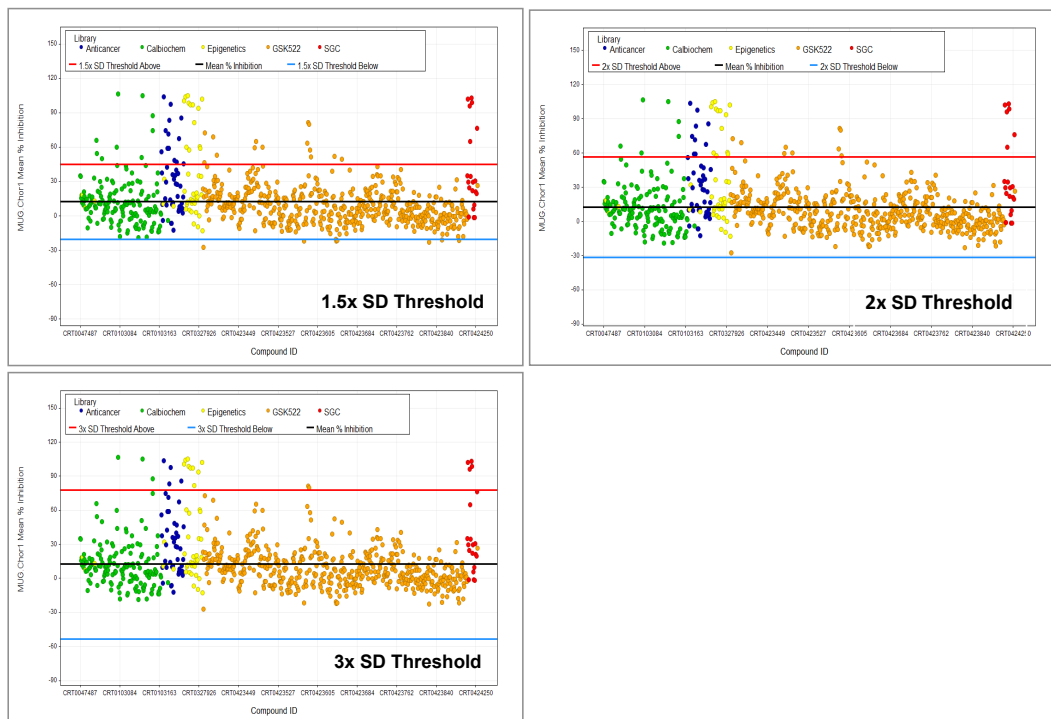 Library
Anticancer Calbiochem Epigenetics GSK522 SGC
1.5x SD Threshold Above Mean % Inhibition 1.5x SD Threshold Below
MUG Chor1 Mean % Inhibition
150
120
90
60
30
0
-30
-60
-90
1.5x SD Threshold
CRT0047487 CRT0103084 CRT0103163 CRT0327926 CRT0423449 CRT0423527 CRT0423605 CRT0423684 CRT0423762 CRT0423840 CRT0424250
Compound ID
Library
Anticancer Calbiochem Epigenetics GSK522 SGC
2x SD Threshold Above Mean % Inhibition 2x SD Threshold Below
MUG Chor1 Mean % Inhibition
150
120
90
60
30
0
-30
-60
-90
2x SD Threshold
CRT0047487 CRT0103084 CRT0103163 CRT0327926 CRT0423449 CRT0423527 CRT0423605 CRT0423684 CRT0423762 CRT0423840 CRT0424250
Compound ID
Library
Anticancer Calbiochem Epigenetics GSK522 SGC
3x SD Threshold Above 3x SD Threshold Below Mean % Inhibition
MUG Chor1 Mean % Inhibition
150
120
90
60
30
0
-30
-60
-90
3x SD Threshold
CRT0047487 CRT0103084 CRT0103163 CRT0327926 CRT0423449 CRT0423527 CRT0423605 CRT0423684 CRT0423762 CRT0423840 CRT0424250
Compound ID